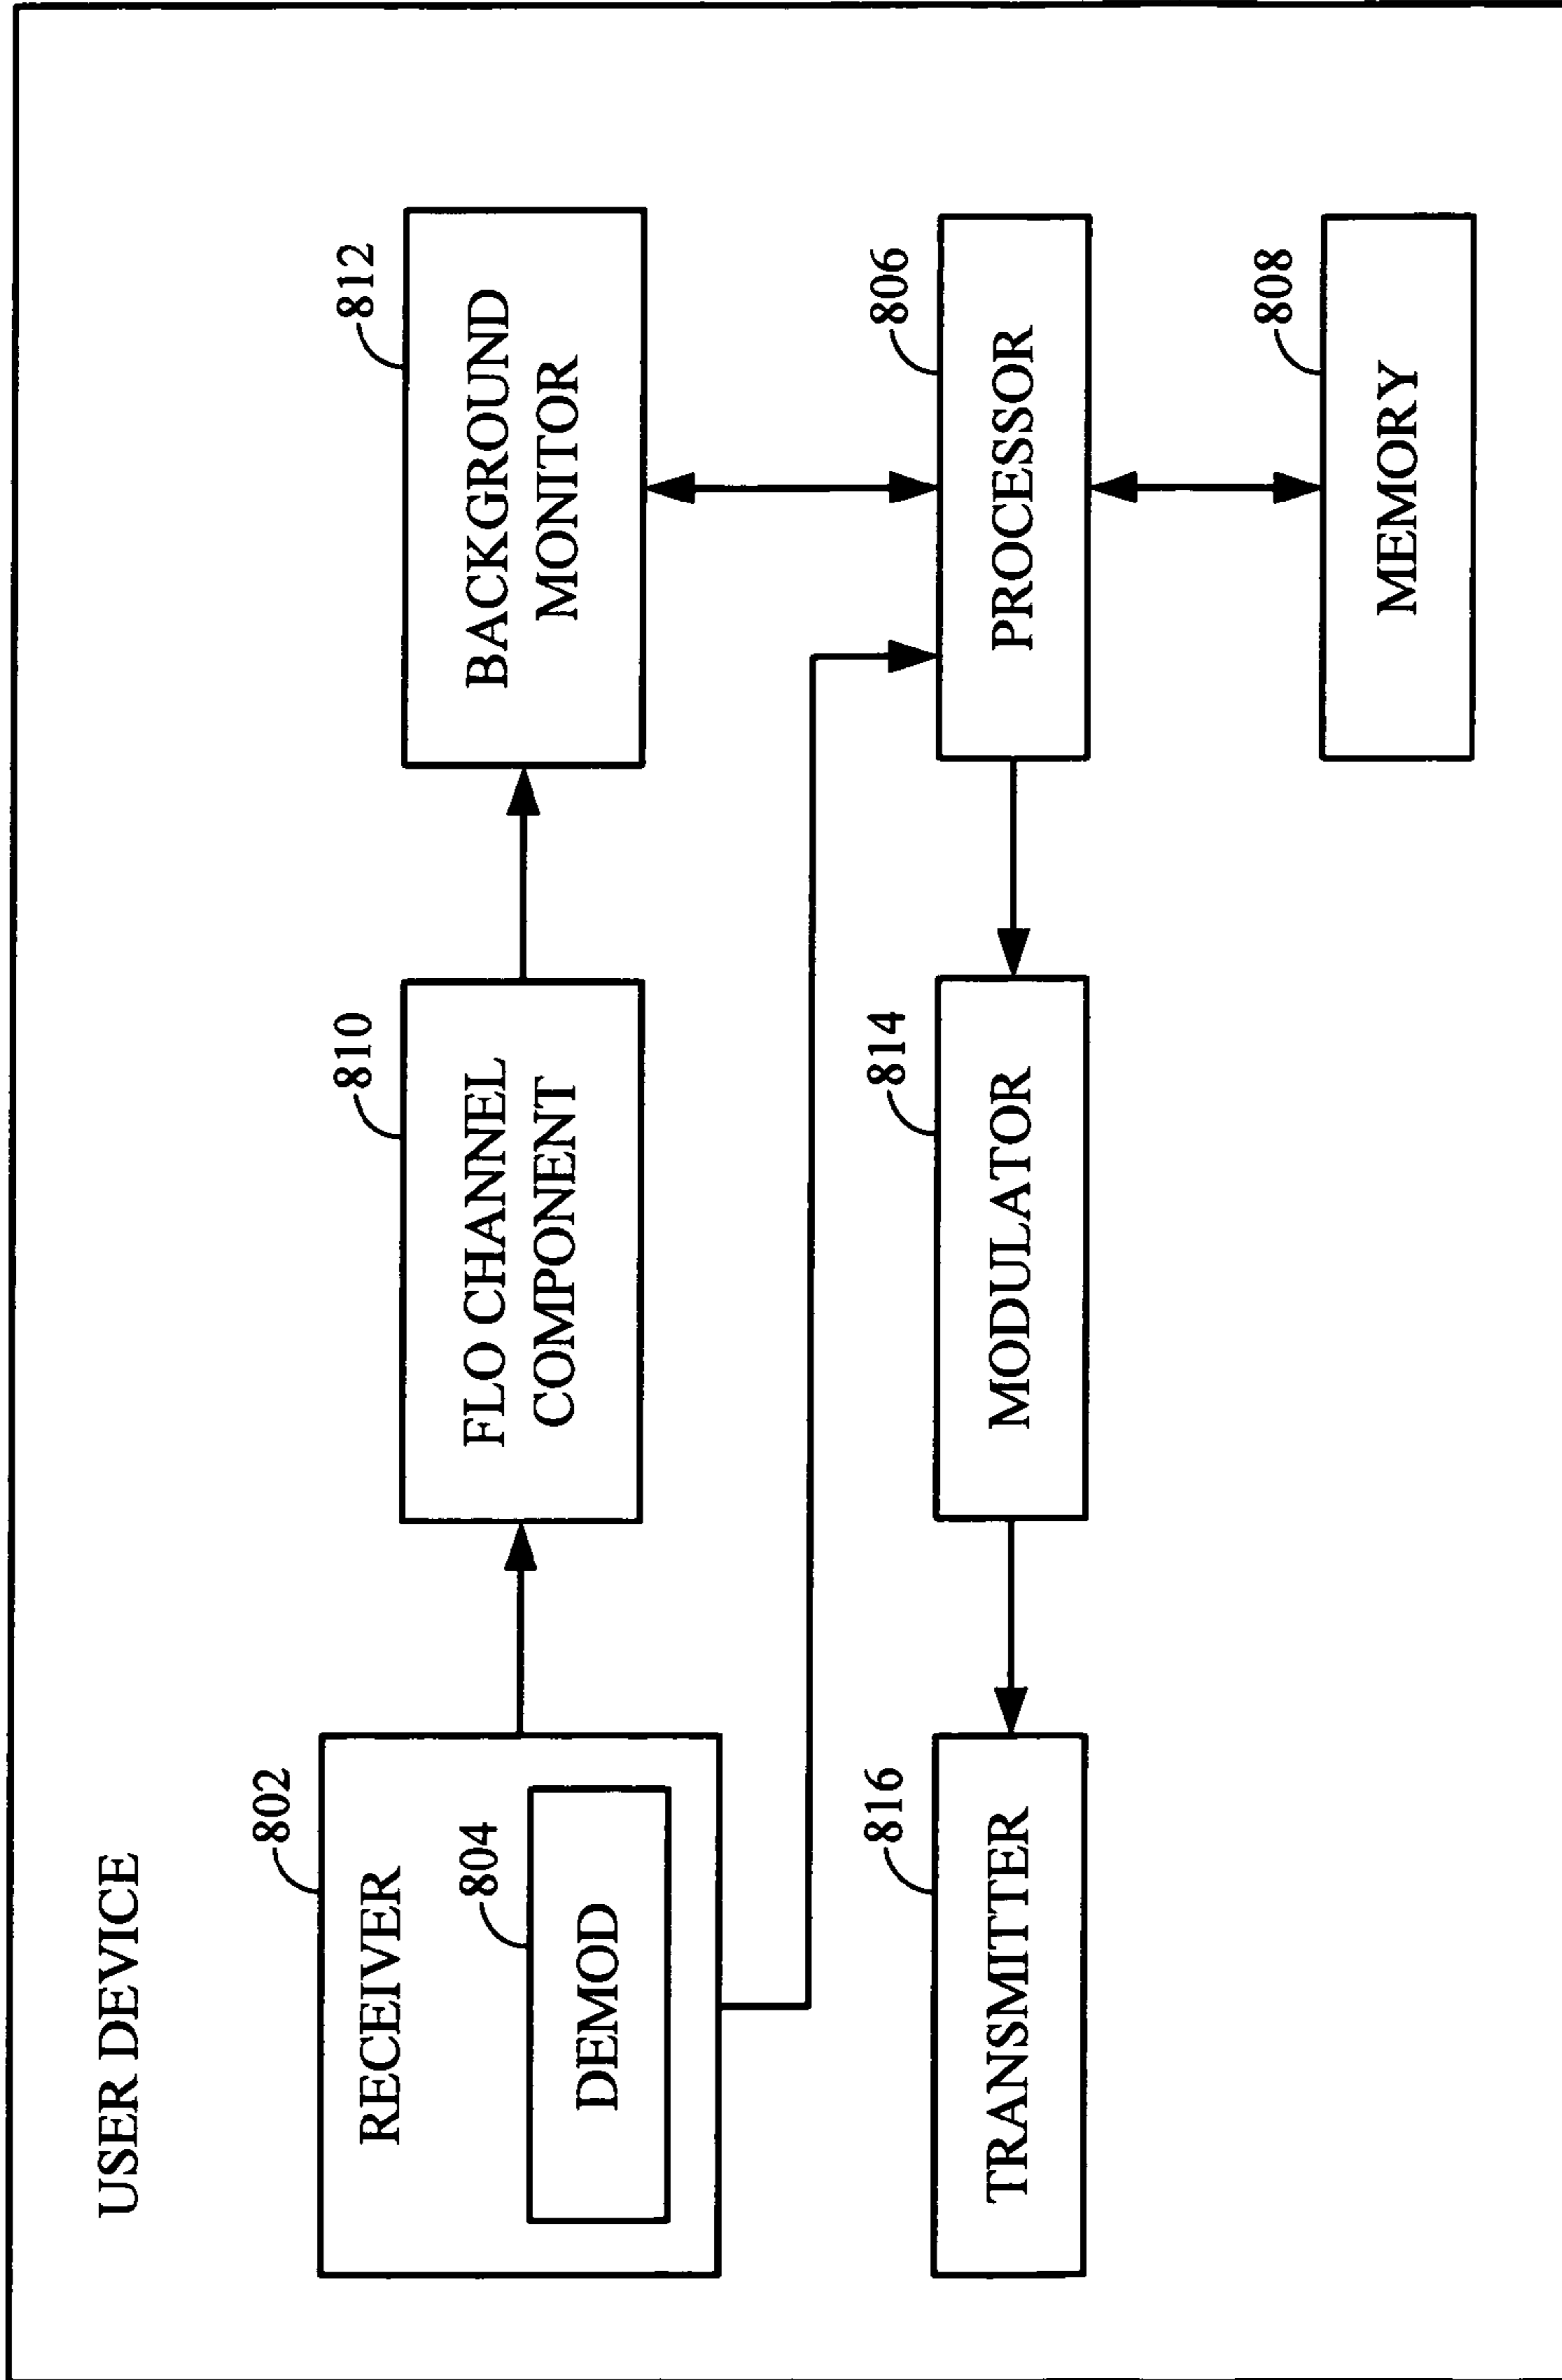 USER DEVICE
802
RECEIVER
804
DEMOD
810
FLO CHANNEL
COMPONENT
812
BACKGROUND
MONITOR
816
TRANSMITTER
814
MODULATOR
806
PROCESSOR
808
MEMORY